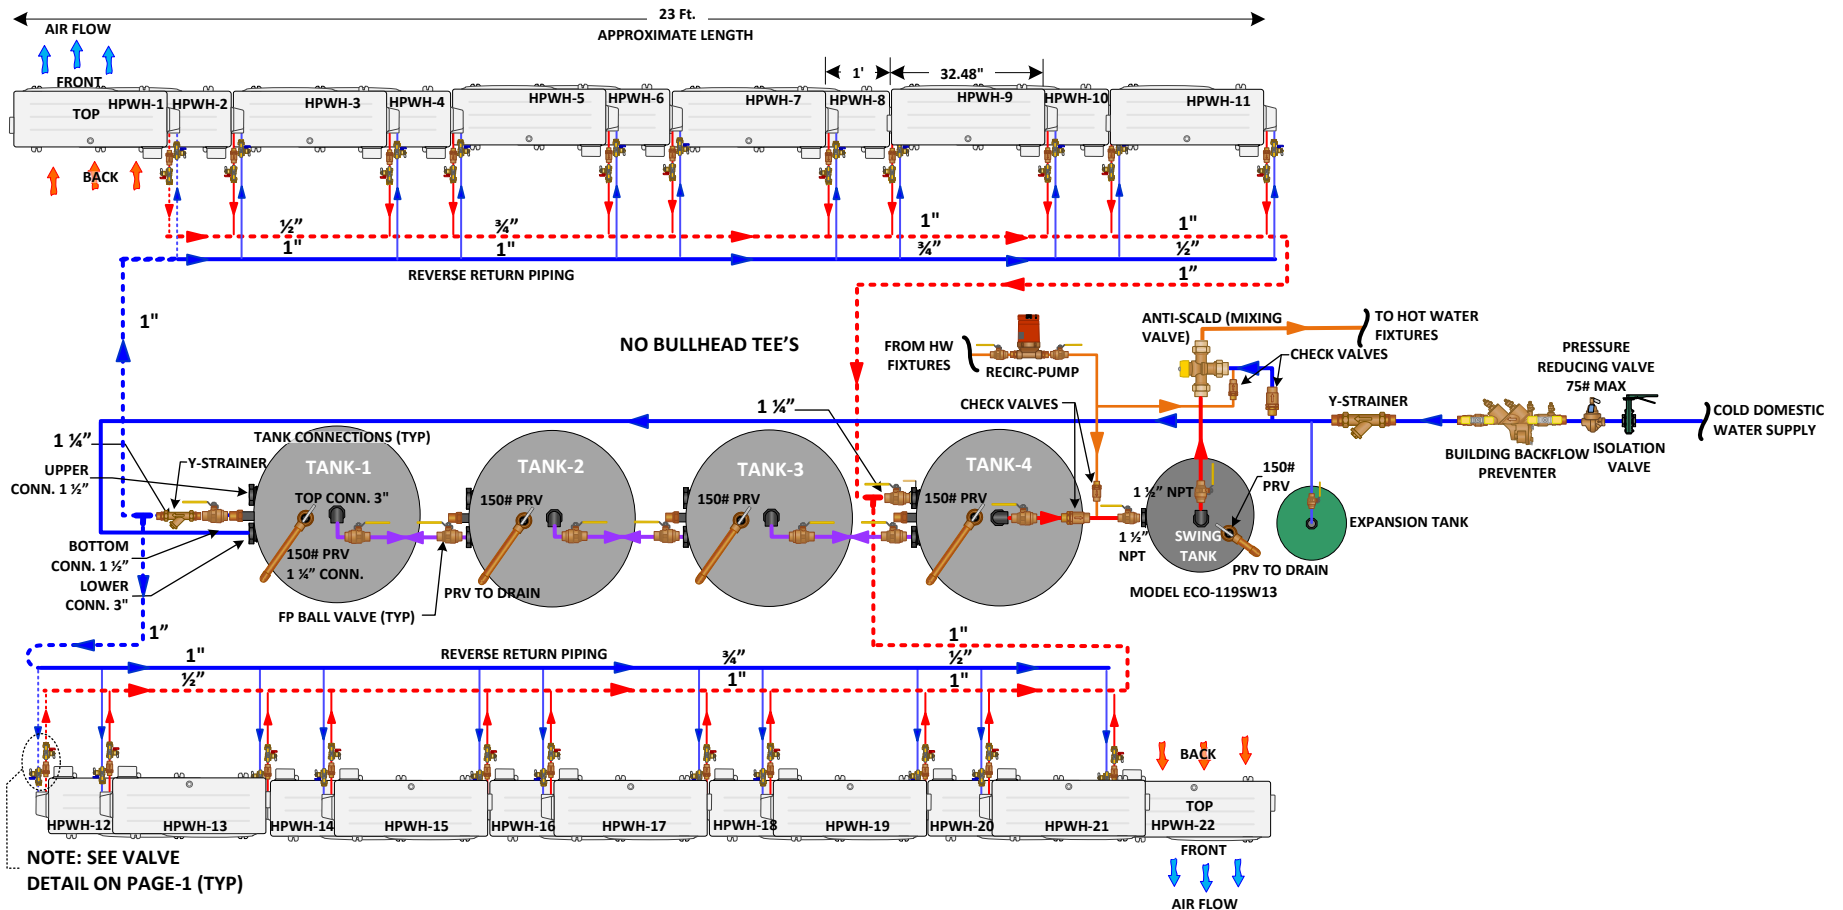 23 Ft.
APPROXIMATE LENGTH
AIR FLOW
FRONT
1'
32.48"
HPWH-1
HPWH-2
HPWH-3
HPWH-4
HPWH-5
HPWH-6
HPWH-7
HPWH-8
HPWH-9
HPWH-10
HPWH-11
TOP
BACK
½”
¾”
1"
1"
1"
1"
¾”
½”
REVERSE RETURN PIPING
1”
1"
NO BULLHEAD TEE'S
FROM HW
FIXTURES
RECIRC-PUMP
ANTI-SCALD (MIXING
VALVE)
TO HOT WATER
FIXTURES
CHECK VALVES
PRESSURE
REDUCING VALVE
75# MAX
Y-STRAINER
COLD DOMESTIC
WATER SUPPLY
ISOLATION
VALVE
BUILDING BACKFLOW
PREVENTER
1 ¼”
CHECK VALVES
1 ¼”
TANK CONNECTIONS (TYP)
Y-STRAINER
UPPER
CONN. 1 ½”
TANK-1
TANK-2
TANK-3
TANK-4
TOP CONN. 3"
150# PRV
150# PRV
150# PRV
1 ½” NPT
150#
PRV
EXPANSION TANK
SWING
TANK
1 ½”
NPT
BOTTOM
CONN. 1 ½”
LOWER
CONN. 3"
150# PRV
1 ¼” CONN.
PRV TO DRAIN
PRV TO DRAIN
MODEL ECO-119SW13
FP BALL VALVE (TYP)
1”
1"
REVERSE RETURN PIPING
1"
¾”
½”
½”
1"
1"
BACK
HPWH-12
HPWH-13
HPWH-14
HPWH-15
HPWH-16
HPWH-17
HPWH-18
HPWH-19
HPWH-20
HPWH-21
HPWH-22
TOP
FRONT
AIR FLOW
NOTE: SEE VALVE
DETAIL ON PAGE-1 (TYP)